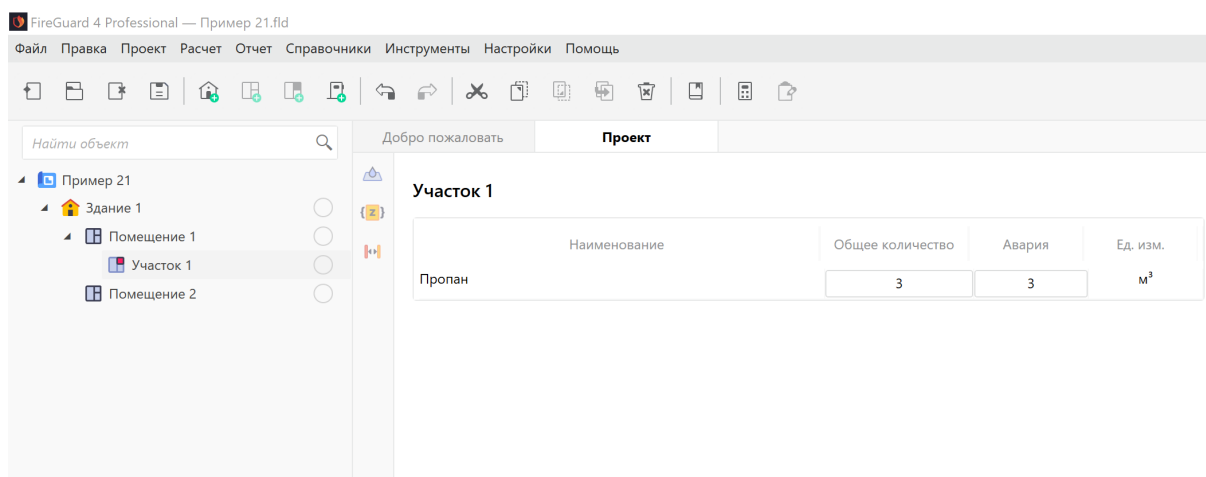 FireGuard 4 Professional — Пример 21.fld
Файл Правка Проект Расчет Отчет Справочники Инструменты Настройки Помощь
Найти объект
Добро пожаловать Проект
Пример 21
Здание 1
Помещение 1
Участок 1
Помещение 2
{z}
Участок 1
Наименование Общее количество Авария Ед. изм.
Пропан 3 3 м³